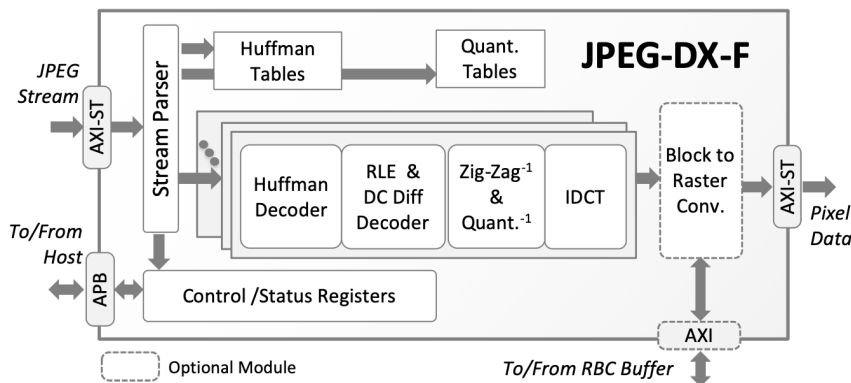 JPEG-DX-F
JPEG
Stream
AXI-ST
Stream Parser
Huffman
Tables
Quant.
Tables
Huffman
Decoder
RLE &
DC Diff
Decoder
Zig-Zag⁻¹
&
Quant.⁻¹
IDCT
Block to
Raster
Conv.
AXI-ST
Pixel
Data
To/From
Host
APB
Control /Status Registers
AXI
Optional Module
To/From RBC Buffer